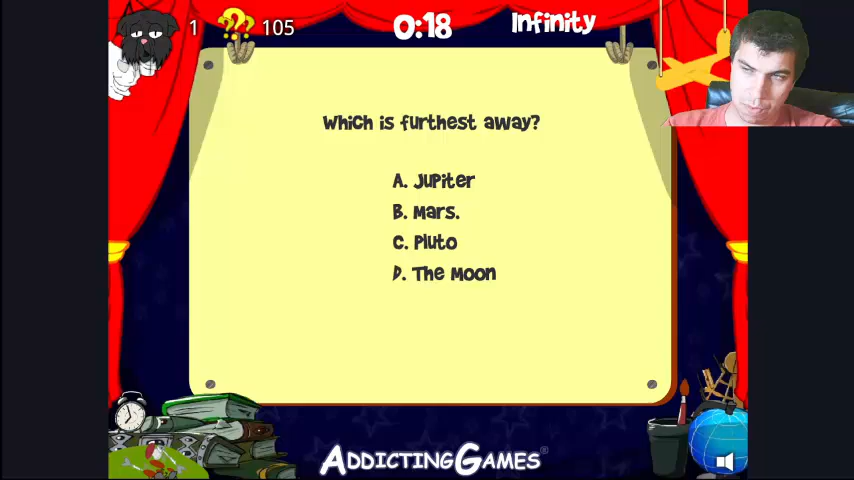 1 ??? 105 0:18 Infinity
Which is furthest away?
A. Jupiter
B. Mars.
C. Pluto
D. The Moon
AddictingGames